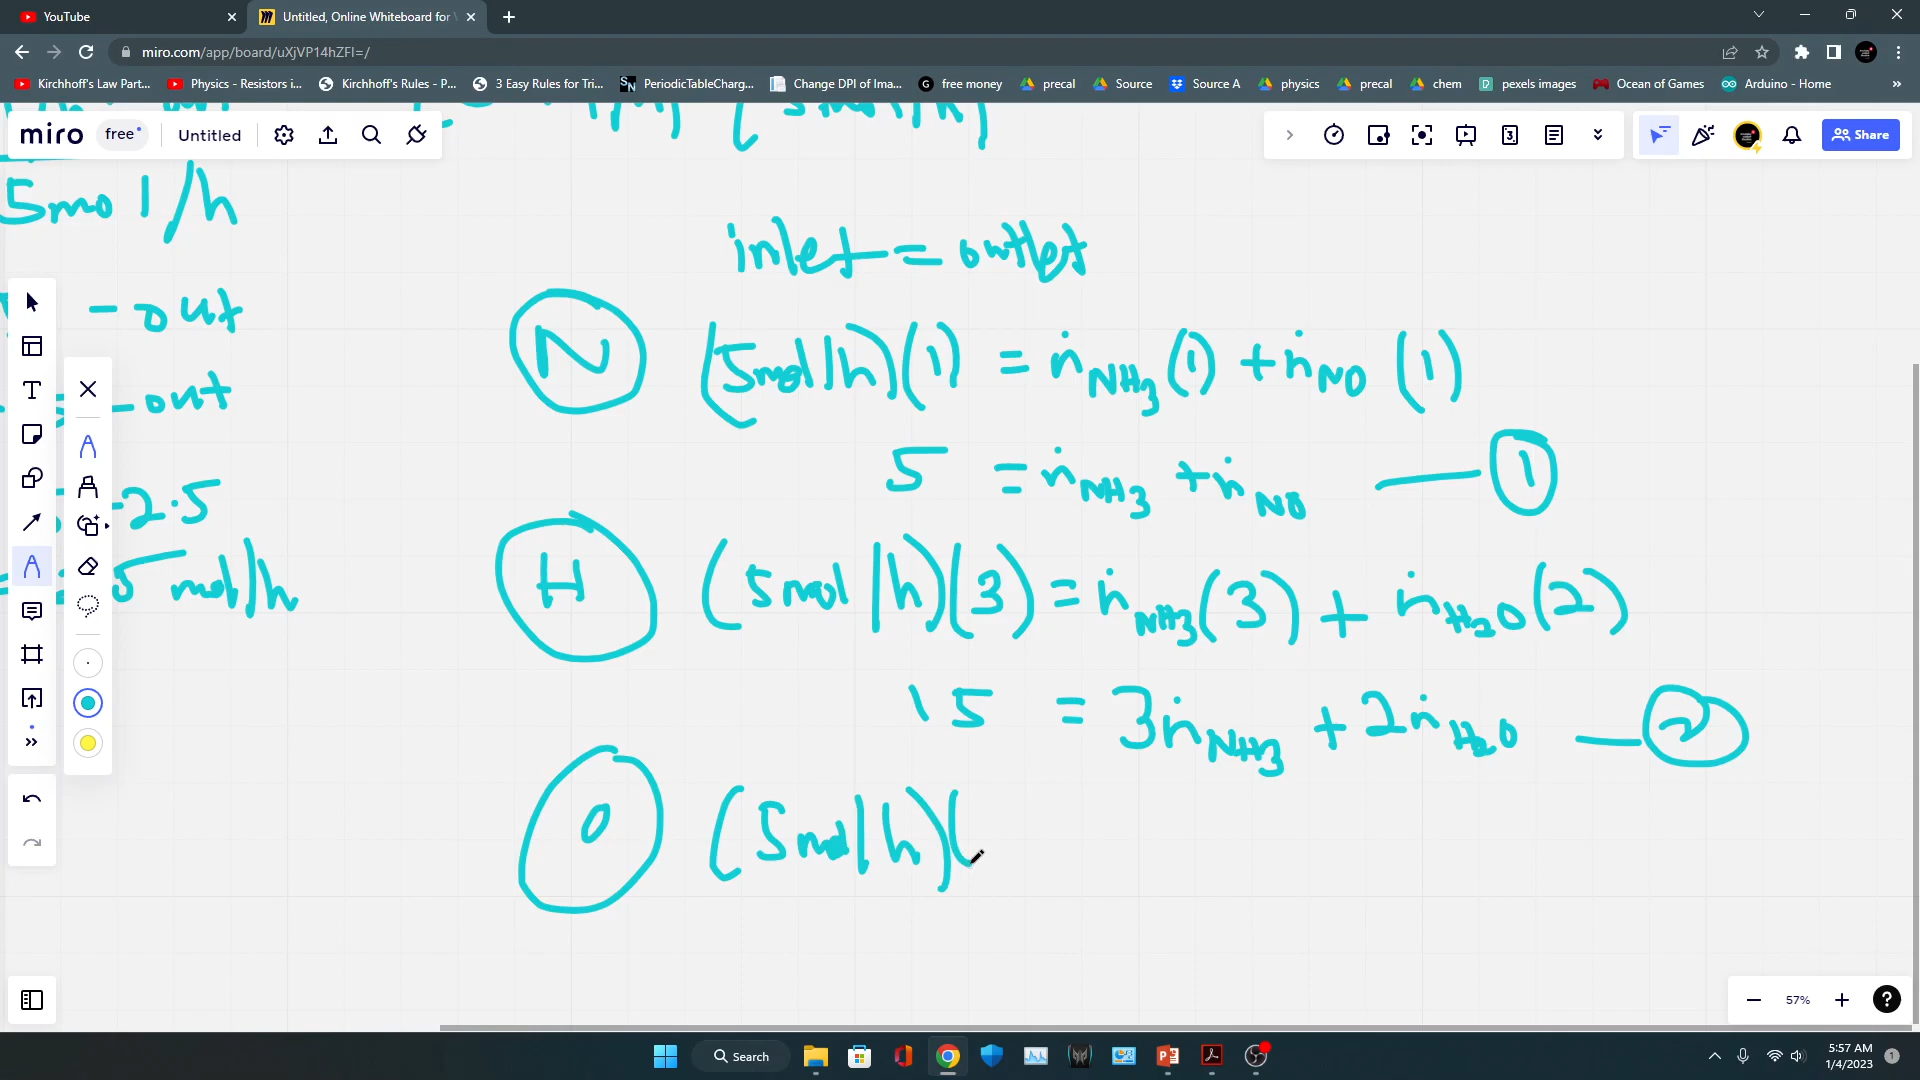 YouTube
Untitled, Online Whiteboard for
miro.com/app/board/uXjVP14hZFI=/
Kirchhoff's Law Part... Physics - Resistors i... Kirchhoff's Rules - P... 3 Easy Rules for Tri... PeriodicTableCharg... Change DPI of Ima... free money precal Source Source A physics precal chem pexels images Ocean of Games Arduino - Home »
miro free Untitled
Share
5mol/h
inlet = outlet
- out
N (5mol/h)(1) = ṅNH3(1) + ṅNO (1)
- out
5 = ṅNH3 + ṅNO — 1
-2.5
5 mol/h
H (5mol/h)(3) = ṅNH3(3) + ṅH2O(2)
15 = 3ṅNH3 + 2ṅH2O — 2
O (5mol/h)(
57%
Search
5:57 AM
1/4/2023